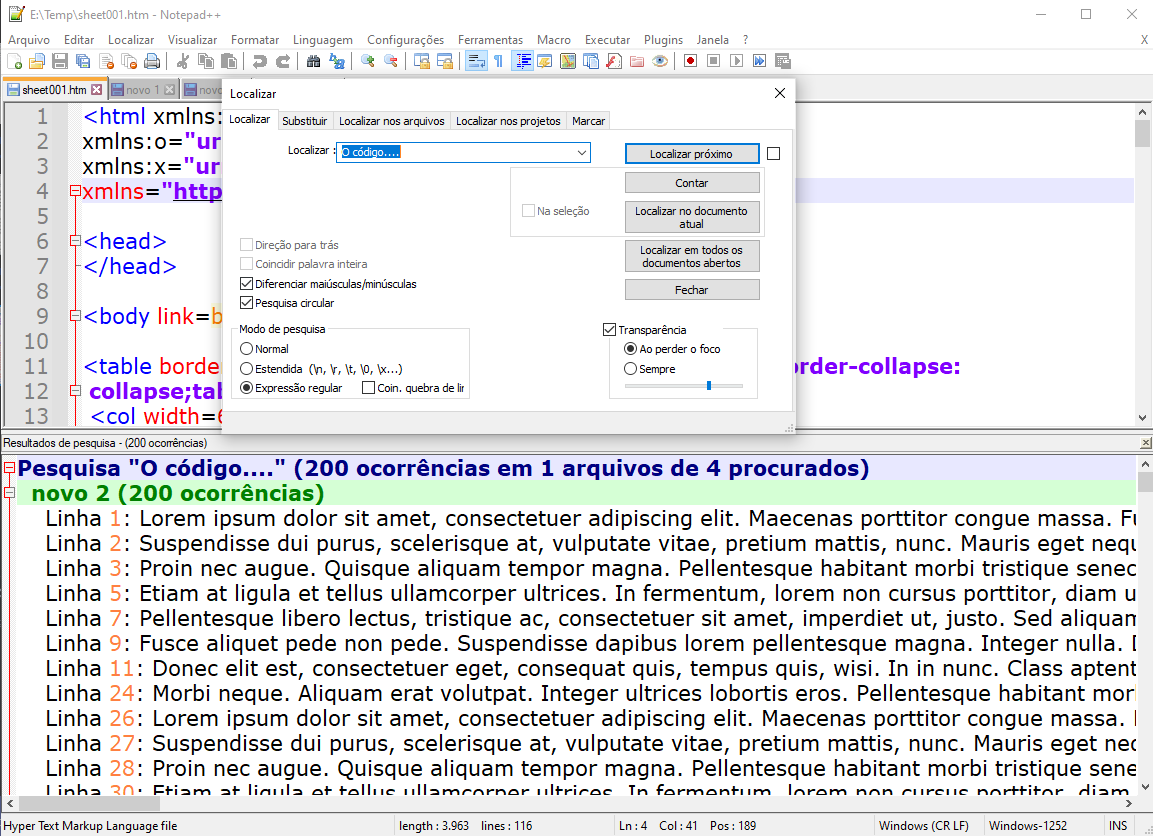 E:\Temp\sheet001.htm - Notepad++
Arquivo Editar Localizar Visualizar Formatar Linguagem Configurações Ferramentas Macro Executar Plugins Janela ? X
sheet001.htm novo 1 novo
1 <html xmlns:
2 xmlns:o="ur
3 xmlns:x="ur
4 xmlns="http
5
6 <head>
7 </head>
8
9 <body link=b
10
11 <table borde rder-collapse:
12 collapse;tab
13 <col width=6
Localizar
Localizar Substituir Localizar nos arquivos Localizar nos projetos Marcar
Localizar : O código.... Localizar próximo
Contar
Na seleção Localizar no documento atual
Localizar em todos os documentos abertos
Fechar
Direção para trás
Coincidir palavra inteira
Diferenciar maiúsculas/minúsculas
Pesquisa circular
Modo de pesquisa
Normal
Estendida (\n, \r, \t, \0, \x...)
Expressão regular Coin. quebra de lir
Transparência
Ao perder o foco
Sempre
Resultados de pesquisa - (200 ocorrências)
Pesquisa "O código...." (200 ocorrências em 1 arquivos de 4 procurados)
novo 2 (200 ocorrências)
Linha 1: Lorem ipsum dolor sit amet, consectetuer adipiscing elit. Maecenas porttitor congue massa. Fu
Linha 2: Suspendisse dui purus, scelerisque at, vulputate vitae, pretium mattis, nunc. Mauris eget nequ
Linha 3: Proin nec augue. Quisque aliquam tempor magna. Pellentesque habitant morbi tristique senec
Linha 5: Etiam at ligula et tellus ullamcorper ultrices. In fermentum, lorem non cursus porttitor, diam u
Linha 7: Pellentesque libero lectus, tristique ac, consectetuer sit amet, imperdiet ut, justo. Sed aliquam
Linha 9: Fusce aliquet pede non pede. Suspendisse dapibus lorem pellentesque magna. Integer nulla. D
Linha 11: Donec elit est, consectetuer eget, consequat quis, tempus quis, wisi. In in nunc. Class aptent
Linha 24: Morbi neque. Aliquam erat volutpat. Integer ultrices lobortis eros. Pellentesque habitant mor
Linha 26: Lorem ipsum dolor sit amet, consectetuer adipiscing elit. Maecenas porttitor congue massa.
Linha 27: Suspendisse dui purus, scelerisque at, vulputate vitae, pretium mattis, nunc. Mauris eget nec
Linha 28: Proin nec augue. Quisque aliquam tempor magna. Pellentesque habitant morbi tristique sene
Linha 30: Etiam at ligula et tellus ullamcorper ultrices. In fermentum, lorem non cursus porttitor, diam
Hyper Text Markup Language file length : 3.963 lines : 116 Ln : 4 Col : 41 Pos : 189 Windows (CR LF) Windows-1252 INS